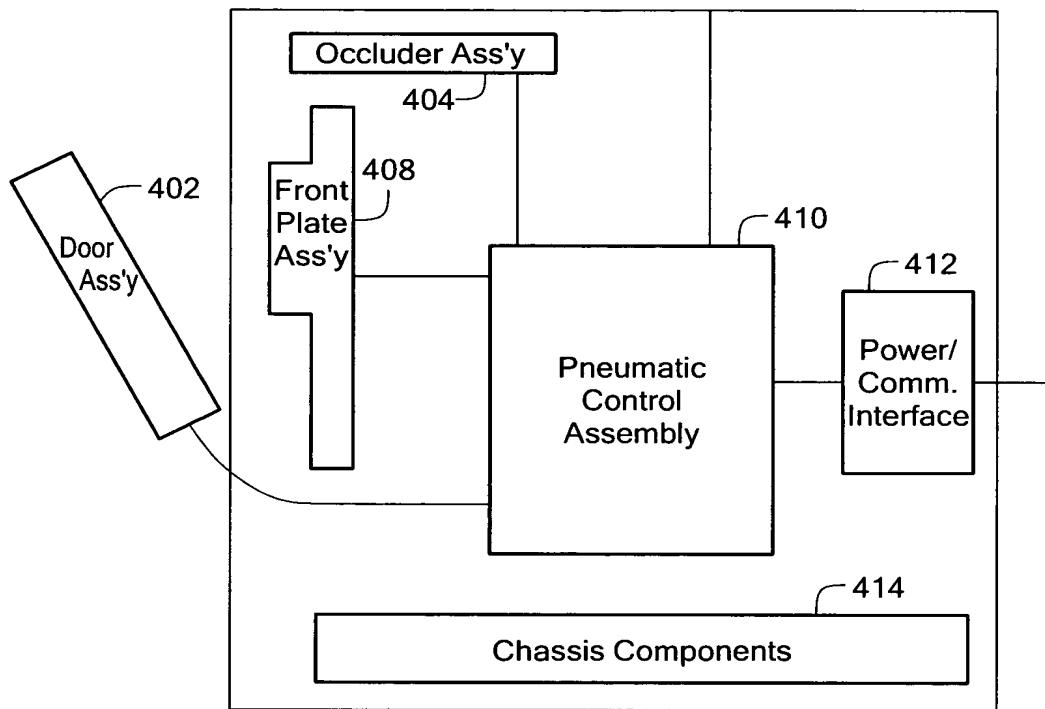 Occluder Ass'y
404
402
Door
Ass'y
408
Front
Plate
Ass'y
410
Pneumatic
Control
Assembly
412
Power/
Comm.
Interface
414
Chassis Components